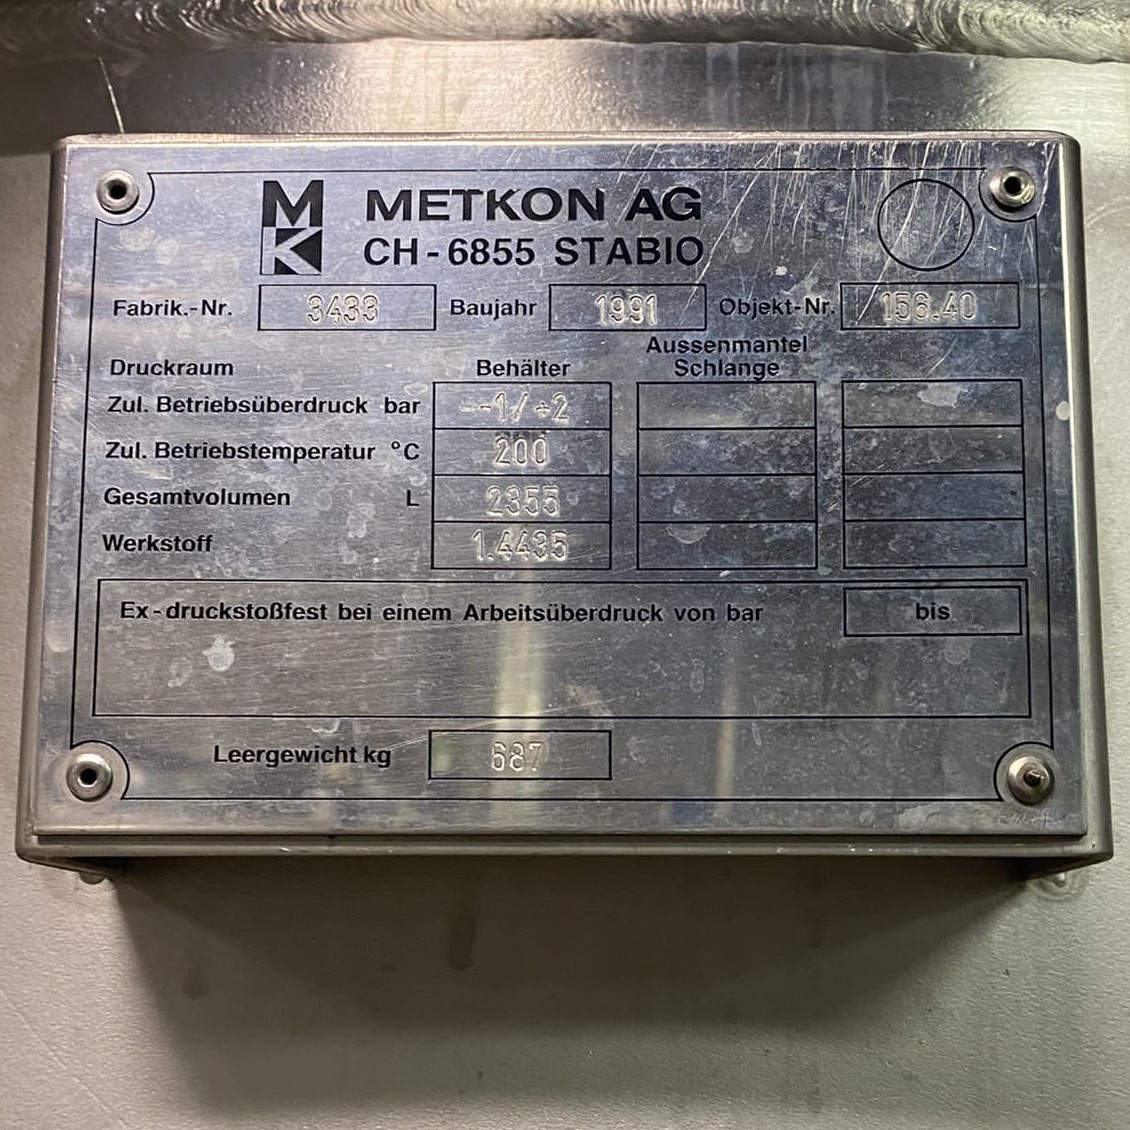 MK METKON AG
CH-6855 STABIO
Fabrik.-Nr. 3433 Baujahr 1991 Objekt-Nr. 156.40
Aussenmantel
Druckraum Behälter Schlange
Zul. Betriebsüberdruck bar -1/+2
Zul. Betriebstemperatur °C 200
Gesamtvolumen L 2355
Werkstoff 1.4435
Ex-druckstoßfest bei einem Arbeitsüberdruck von bar bis
Leergewicht kg 687